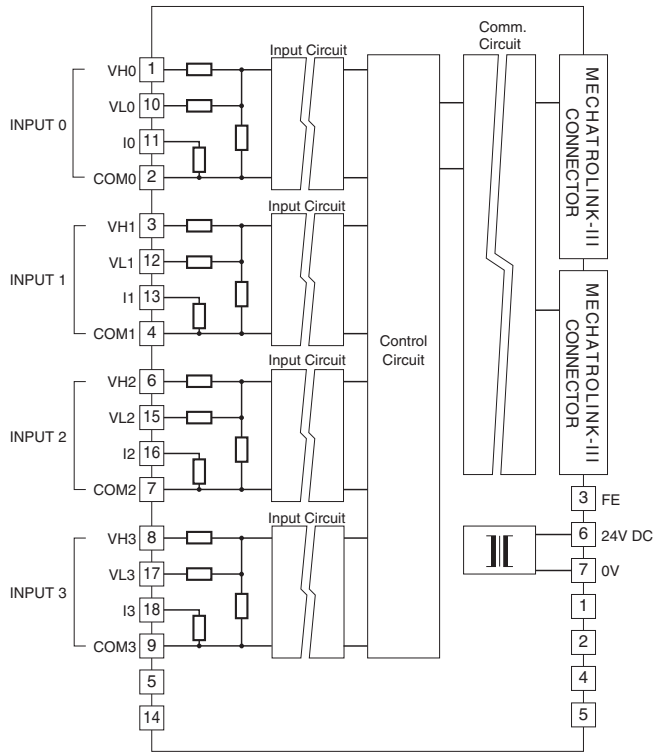 Comm.
Circuit
Input Circuit
INPUT 0
VH0 1
VL0 10
I0 11
COM0 2
Input Circuit
INPUT 1
VH1 3
VL1 12
I1 13
COM1 4
Input Circuit
INPUT 2
VH2 6
VL2 15
I2 16
COM2 7
Input Circuit
INPUT 3
VH3 8
VL3 17
I3 18
COM3 9
5
14
Control
Circuit
MECHATROLINK-III
CONNECTOR
MECHATROLINK-III
CONNECTOR
3 FE
6 24V DC
7 0V
1
2
4
5